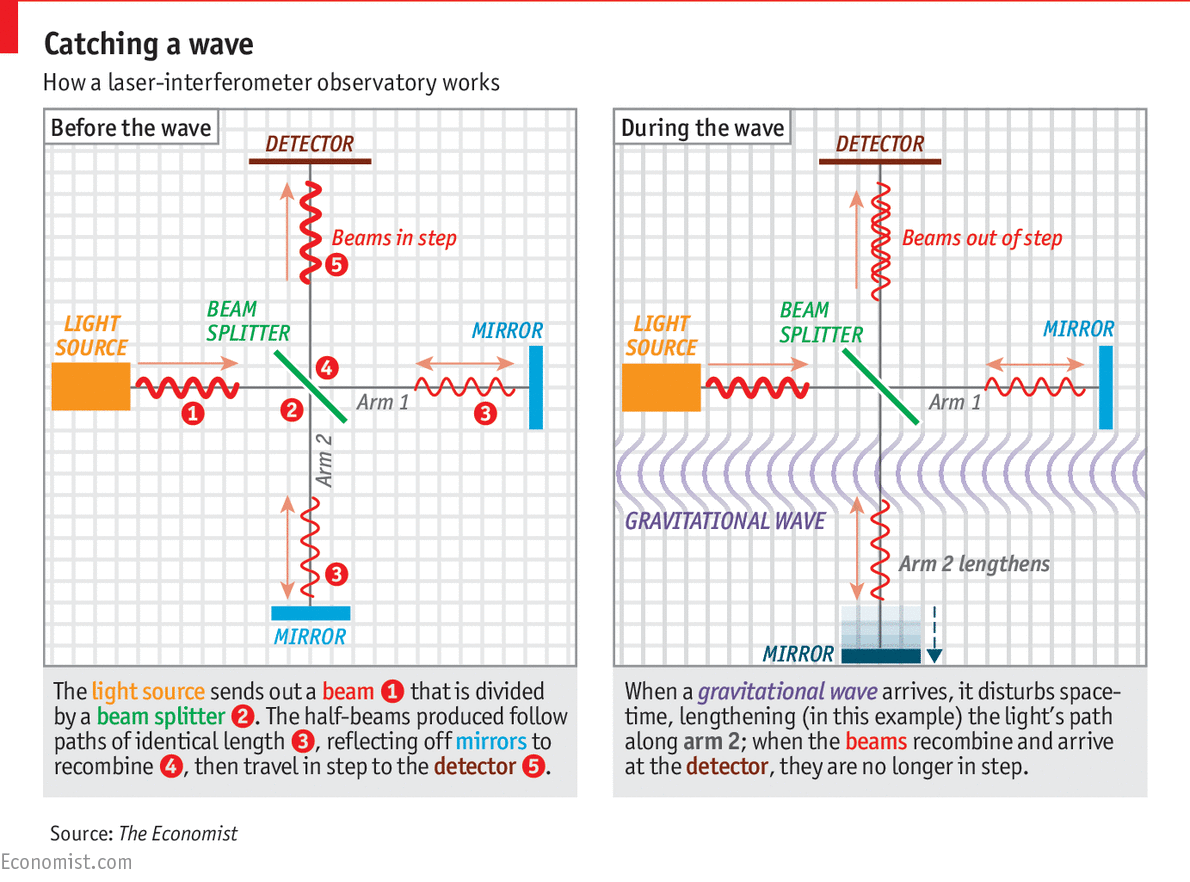 Catching a wave
How a laser-interferometer observatory works
Before the wave
DETECTOR
Beams in step
5
BEAM
SPLITTER
LIGHT
SOURCE
MIRROR
4
1
2
Arm 1
3
Arm 2
3
MIRROR
The light source sends out a beam 1 that is divided
by a beam splitter 2. The half-beams produced follow
paths of identical length 3, reflecting off mirrors to
recombine 4, then travel in step to the detector 5.
During the wave
DETECTOR
Beams out of step
BEAM
SPLITTER
LIGHT
SOURCE
MIRROR
Arm 1
GRAVITATIONAL WAVE
Arm 2 lengthens
MIRROR
When a gravitational wave arrives, it disturbs space-
time, lengthening (in this example) the light's path
along arm 2; when the beams recombine and arrive
at the detector, they are no longer in step.
Source: The Economist
Economist.com